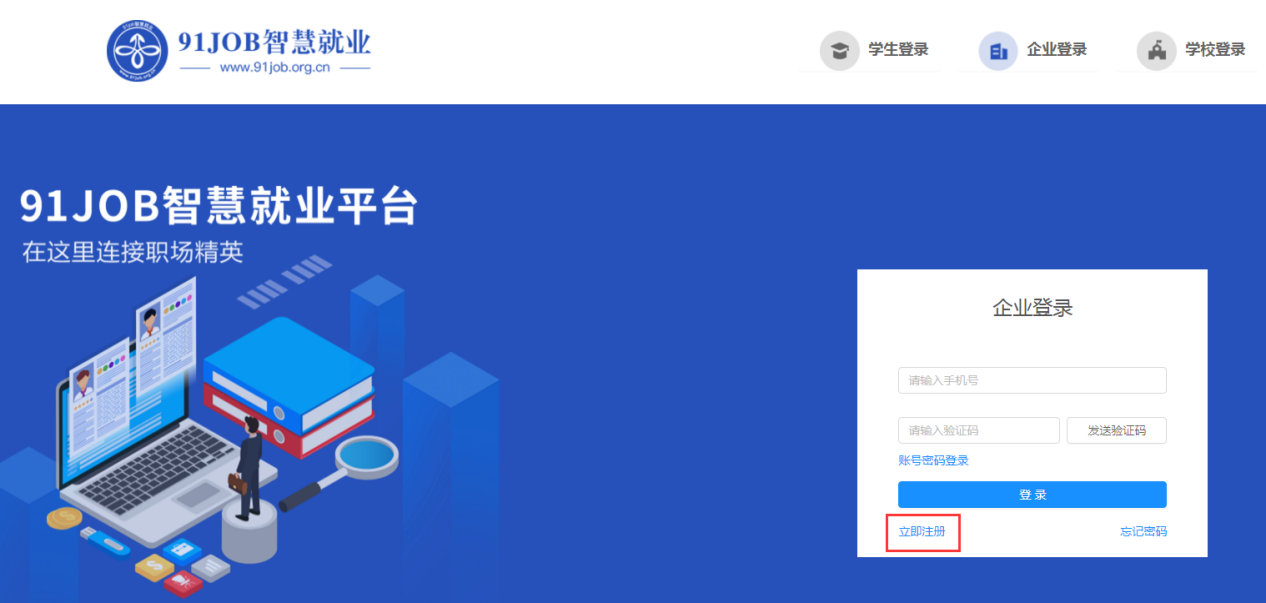 91JOB智慧就业
www.91job.org.cn
学生登录
企业登录
学校登录
91JOB智慧就业平台
在这里连接职场精英
企业登录
请输入手机号
请输入验证码
发送验证码
账号密码登录
登 录
立即注册
忘记密码